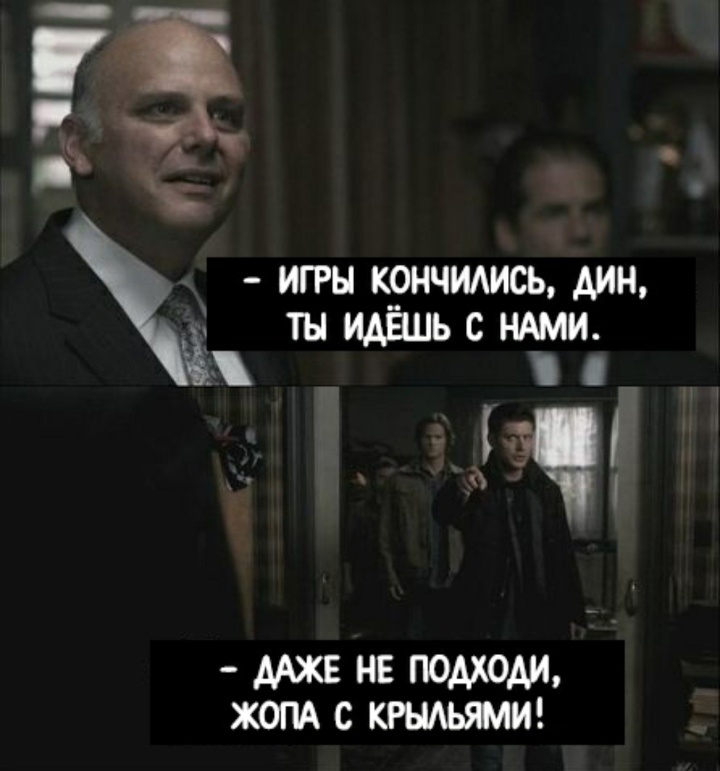 - ИГРЫ КОНЧИЛИСЬ, ДИН,
ТЫ ИДЁШЬ С НАМИ.
- ДАЖЕ НЕ ПОДХОДИ,
ЖОПА С КРЫЛЬЯМИ!